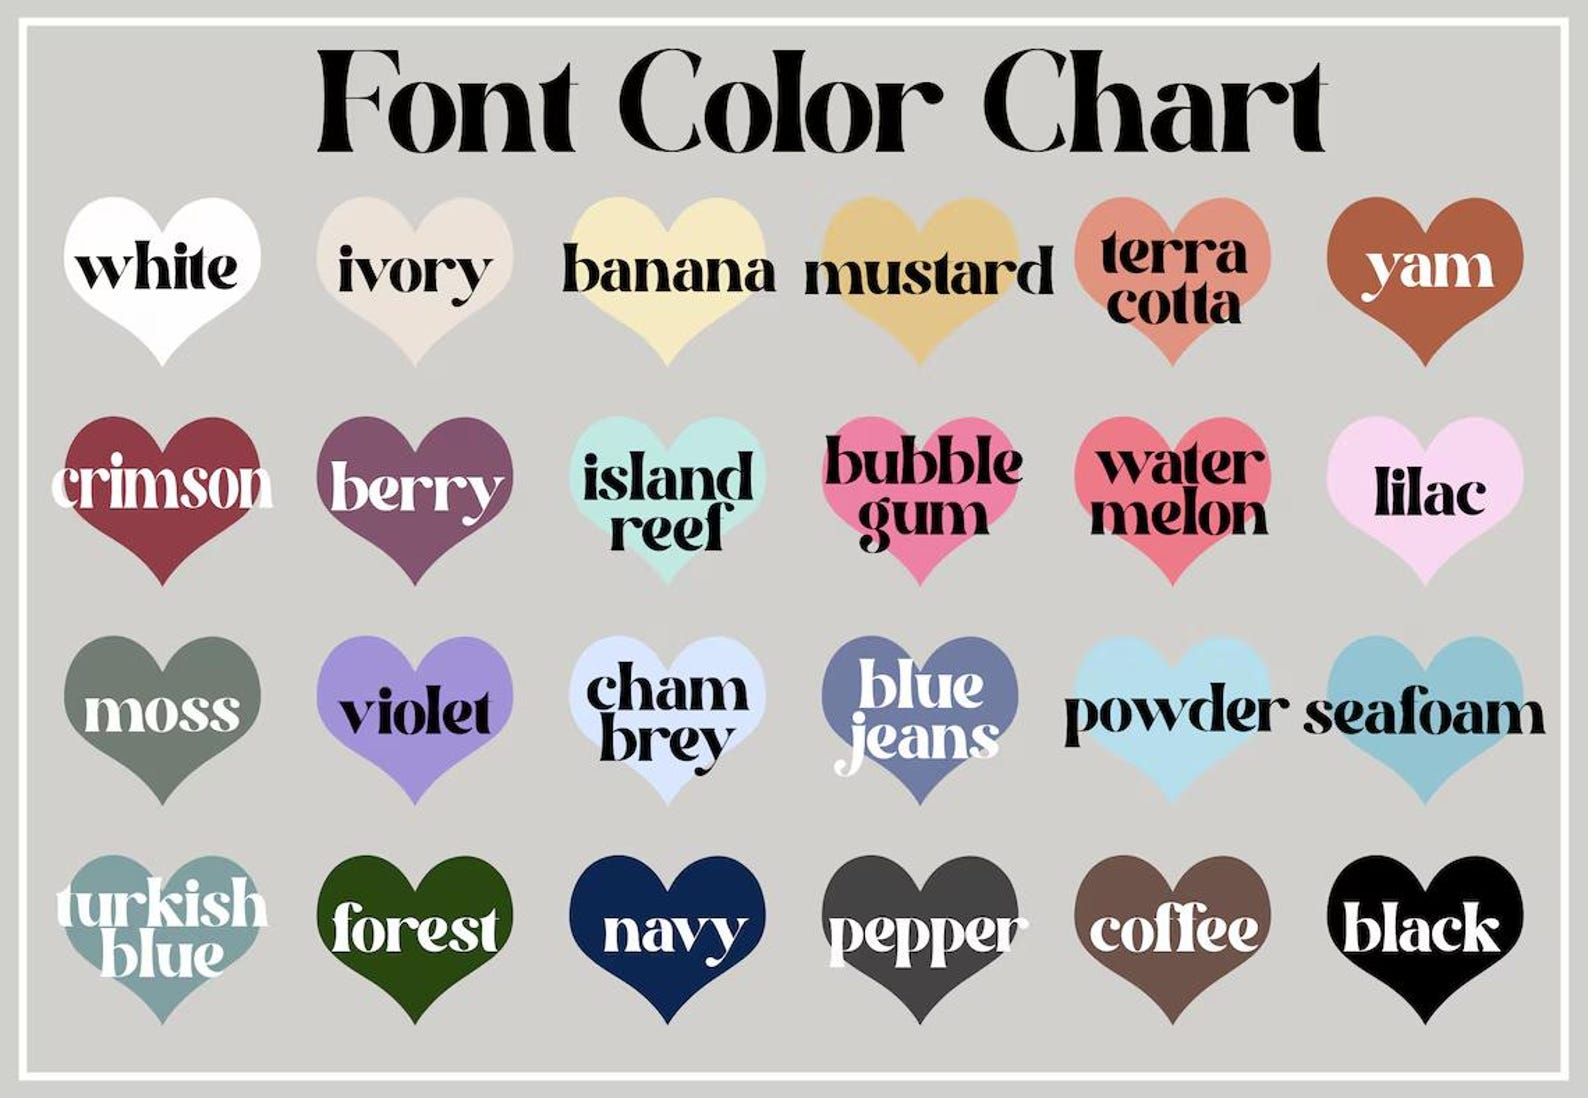 Font Color Chart
white
ivory
banana
mustard
terra
cotta
yam
crimson
berry
island
reef
bubble
gum
water
melon
lilac
moss
violet
cham
brey
blue
jeans
powder
seafoam
turkish
blue
forest
navy
pepper
coffee
black